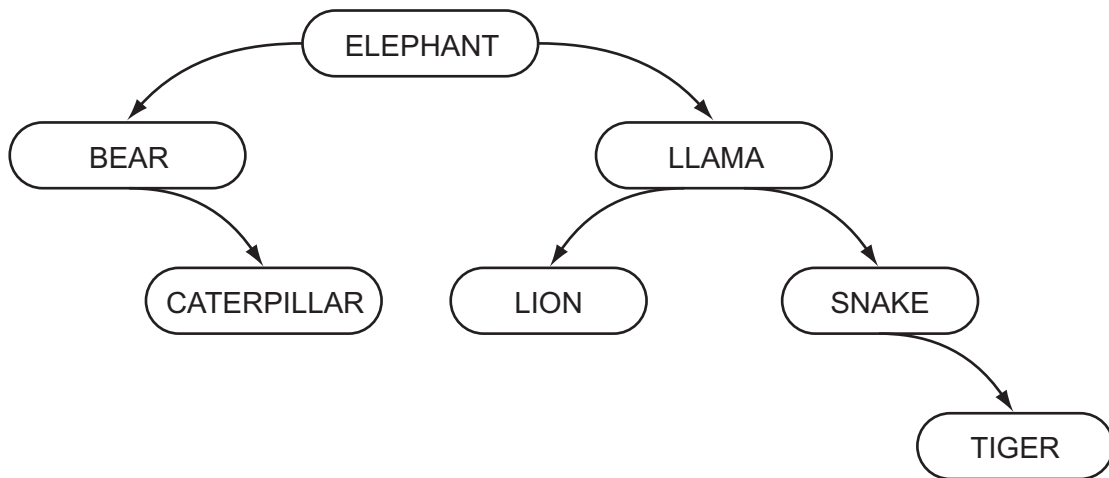 ELEPHANT
BEAR
LLAMA
CATERPILLAR
LION
SNAKE
TIGER